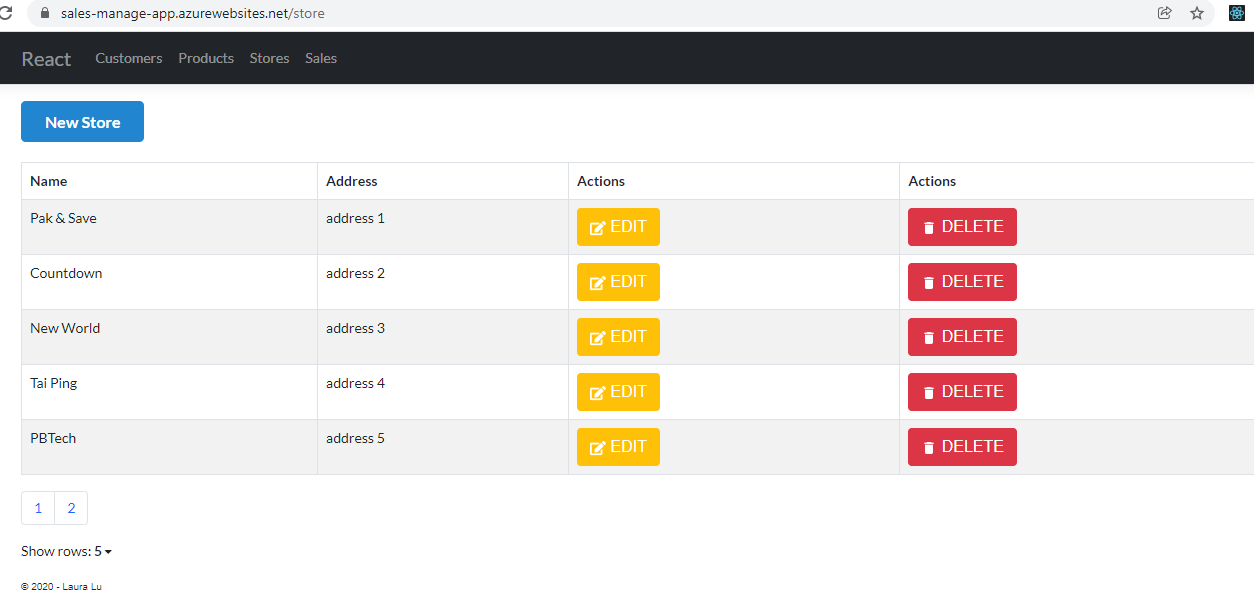 sales-manage-app.azurewebsites.net/store
React Customers Products Stores Sales
New Store
Name Address Actions Actions
Pak & Save address 1 EDIT DELETE
Countdown address 2 EDIT DELETE
New World address 3 EDIT DELETE
Tai Ping address 4 EDIT DELETE
PBTech address 5 EDIT DELETE
1 2
Show rows: 5
© 2020 - Laura Lu